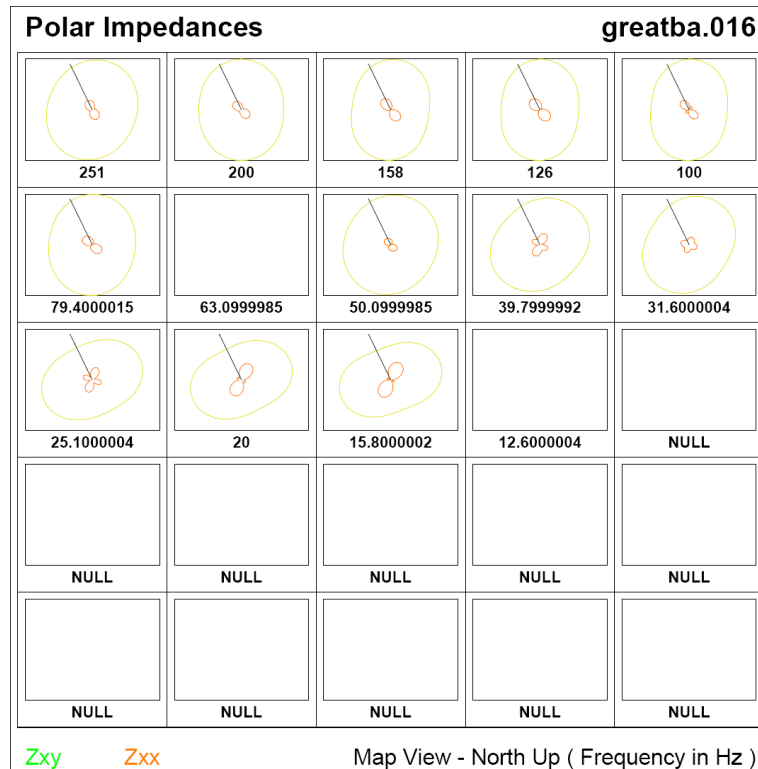 Polar Impedances greatba.016
251 200 158 126 100
79.4000015 63.0999985 50.0999985 39.7999992 31.6000004
25.1000004 20 15.8000002 12.6000004 NULL
NULL NULL NULL NULL NULL
NULL NULL NULL NULL NULL
Zxy Zxx Map View - North Up ( Frequency in Hz )